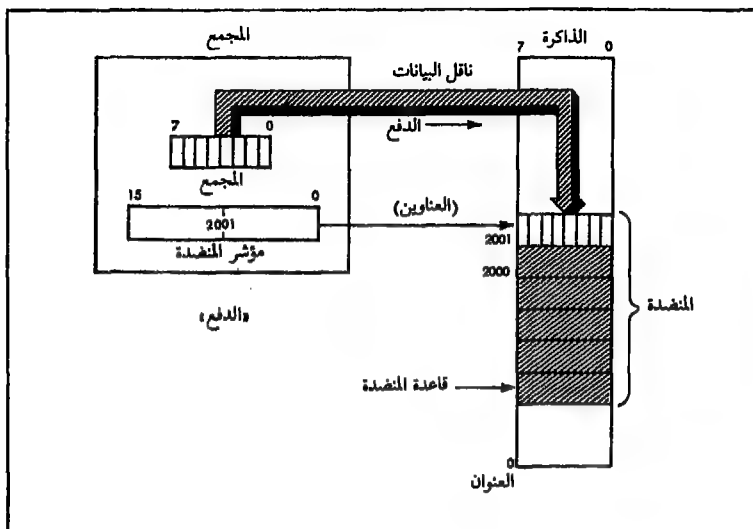 المجمع
الذاكرة
7 0
ناقل البيانات
الدفع
7 0
المجمع
15 0
2001
مؤشر المنضدة
(العناوين)
2001
2000
المنضدة
«الدفع»
قاعدة المنضدة
0
العنوان